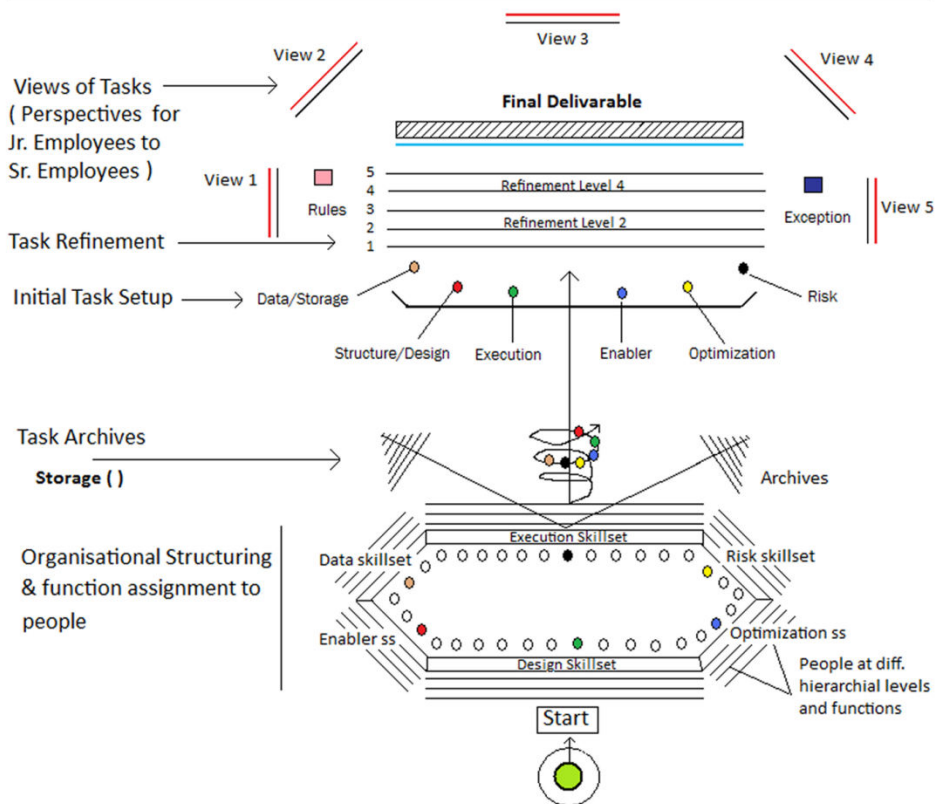 View 3
View 2
View 4
Views of Tasks
( Perspectives for
Jr. Employees to
Sr. Employees )
Final Delivarable
View 1
Rules
5
4
3
2
1
Refinement Level 4
Refinement Level 2
Exception
View 5
Task Refinement
Initial Task Setup
Data/Storage
Risk
Structure/Design
Execution
Enabler
Optimization
Task Archives
Storage ( )
Archives
Organisational Structuring
& function assignment to
people
Execution Skillset
Data skillset
Risk skillset
Enabler ss
Optimization ss
Design Skillset
People at diff.
hierarchial levels
and functions
Start